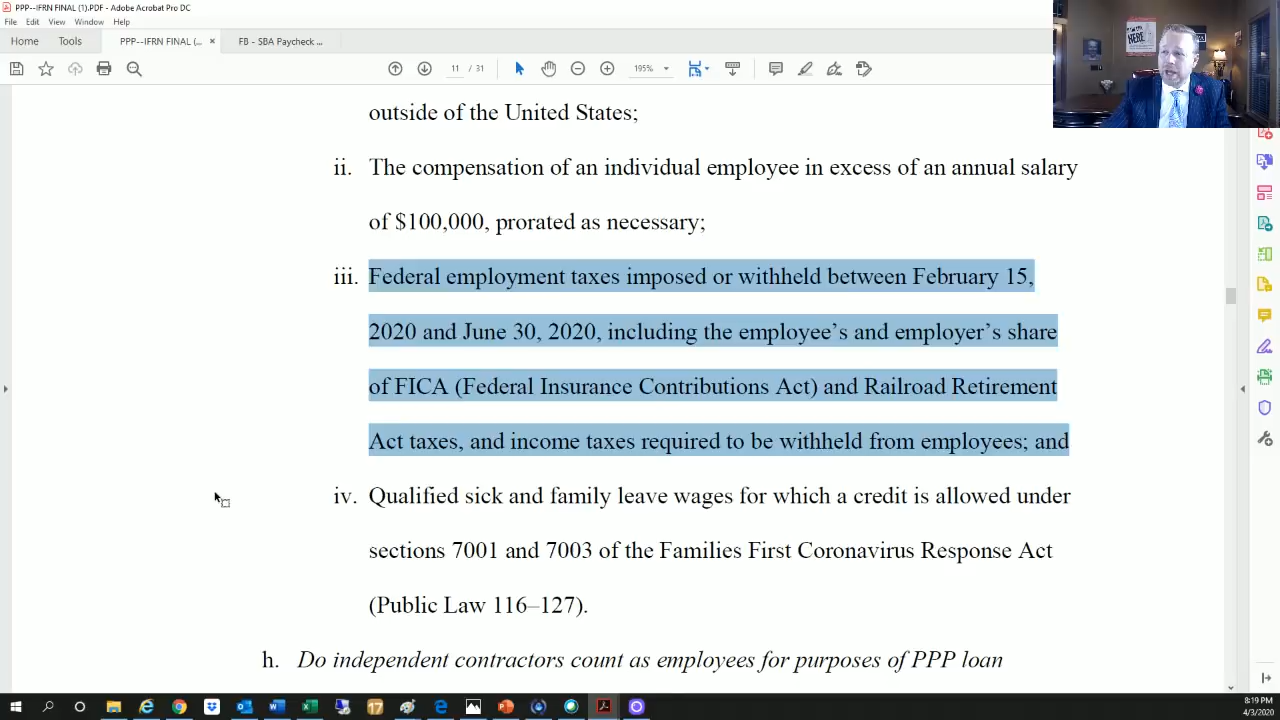 PPP--IFRN FINAL (1).PDF - Adobe Acrobat Pro DC
File Edit View Window Help
Home Tools PPP--IFRN FINAL (... × FB - SBA Paycheck ...
11 / 31 195%
HERE
outside of the United States;
ii. The compensation of an individual employee in excess of an annual salary
of $100,000, prorated as necessary;
iii. Federal employment taxes imposed or withheld between February 15,
2020 and June 30, 2020, including the employee’s and employer’s share
of FICA (Federal Insurance Contributions Act) and Railroad Retirement
Act taxes, and income taxes required to be withheld from employees; and
iv. Qualified sick and family leave wages for which a credit is allowed under
sections 7001 and 7003 of the Families First Coronavirus Response Act
(Public Law 116–127).
h. Do independent contractors count as employees for purposes of PPP loan
17
8:19 PM
4/3/2020